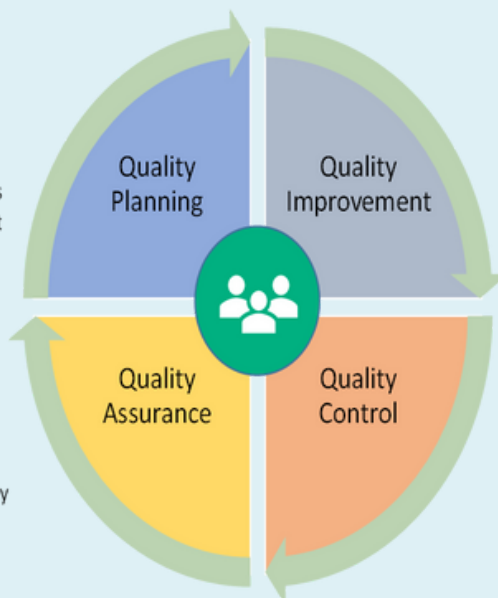 Quality
Planning
Quality
Improvement
Quality
Assurance
Quality
Control